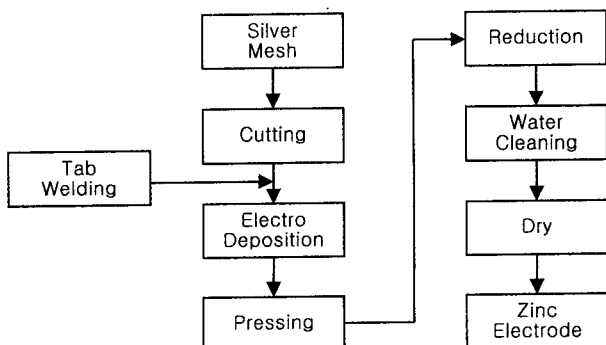 Silver
Mesh
Cutting
Tab
Welding
Electro
Deposition
Pressing
Reduction
Water
Cleaning
Dry
Zinc
Electrode